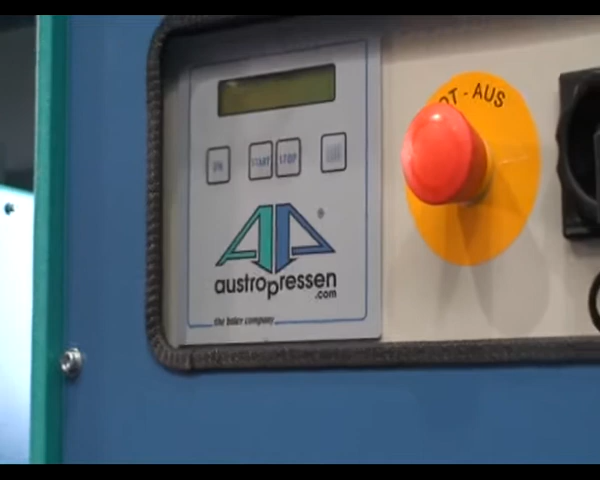 OT-AUS
START STOP
®
austropressen
.com
the baler company